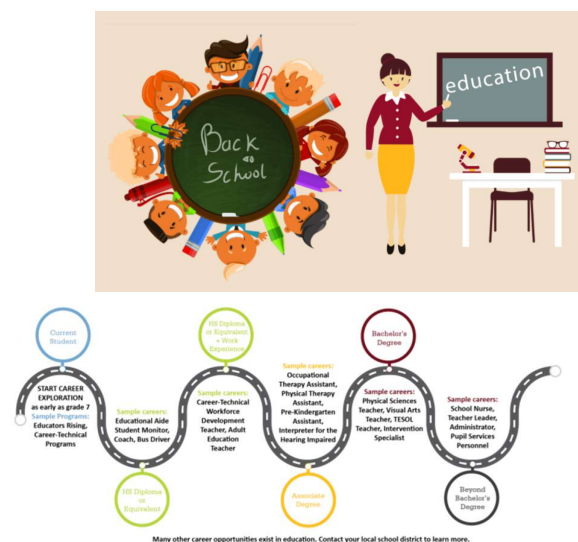 Back
to
School
education
Current
Student
START CAREER
EXPLORATION
as early as grade 7
Sample Programs:
Educators Rising,
Career-Technical
Programs
Sample careers:
Educational Aide
Student Monitor,
Coach, Bus Driver
HS Diploma
or
Equivalent
HS Diploma
or Equivalent
+ Work
Experience
Sample careers:
Career-Technical
Workforce
Development
Teacher, Adult
Education
Teacher
Sample careers:
Occupational
Therapy Assistant,
Physical Therapy
Assistant,
Pre-Kindergarten
Assistant,
Interpreter for the
Hearing Impaired
Associate
Degree
Bachelor's
Degree
Sample careers:
Physical Sciences
Teacher, Visual Arts
Teacher, TESOL
Teacher, Intervention
Specialist
Sample careers:
School Nurse,
Teacher Leader,
Administrator,
Pupil Services
Personnel
Beyond
Bachelor's
Degree
Many other career opportunities exist in education. Contact your local school district to learn more.